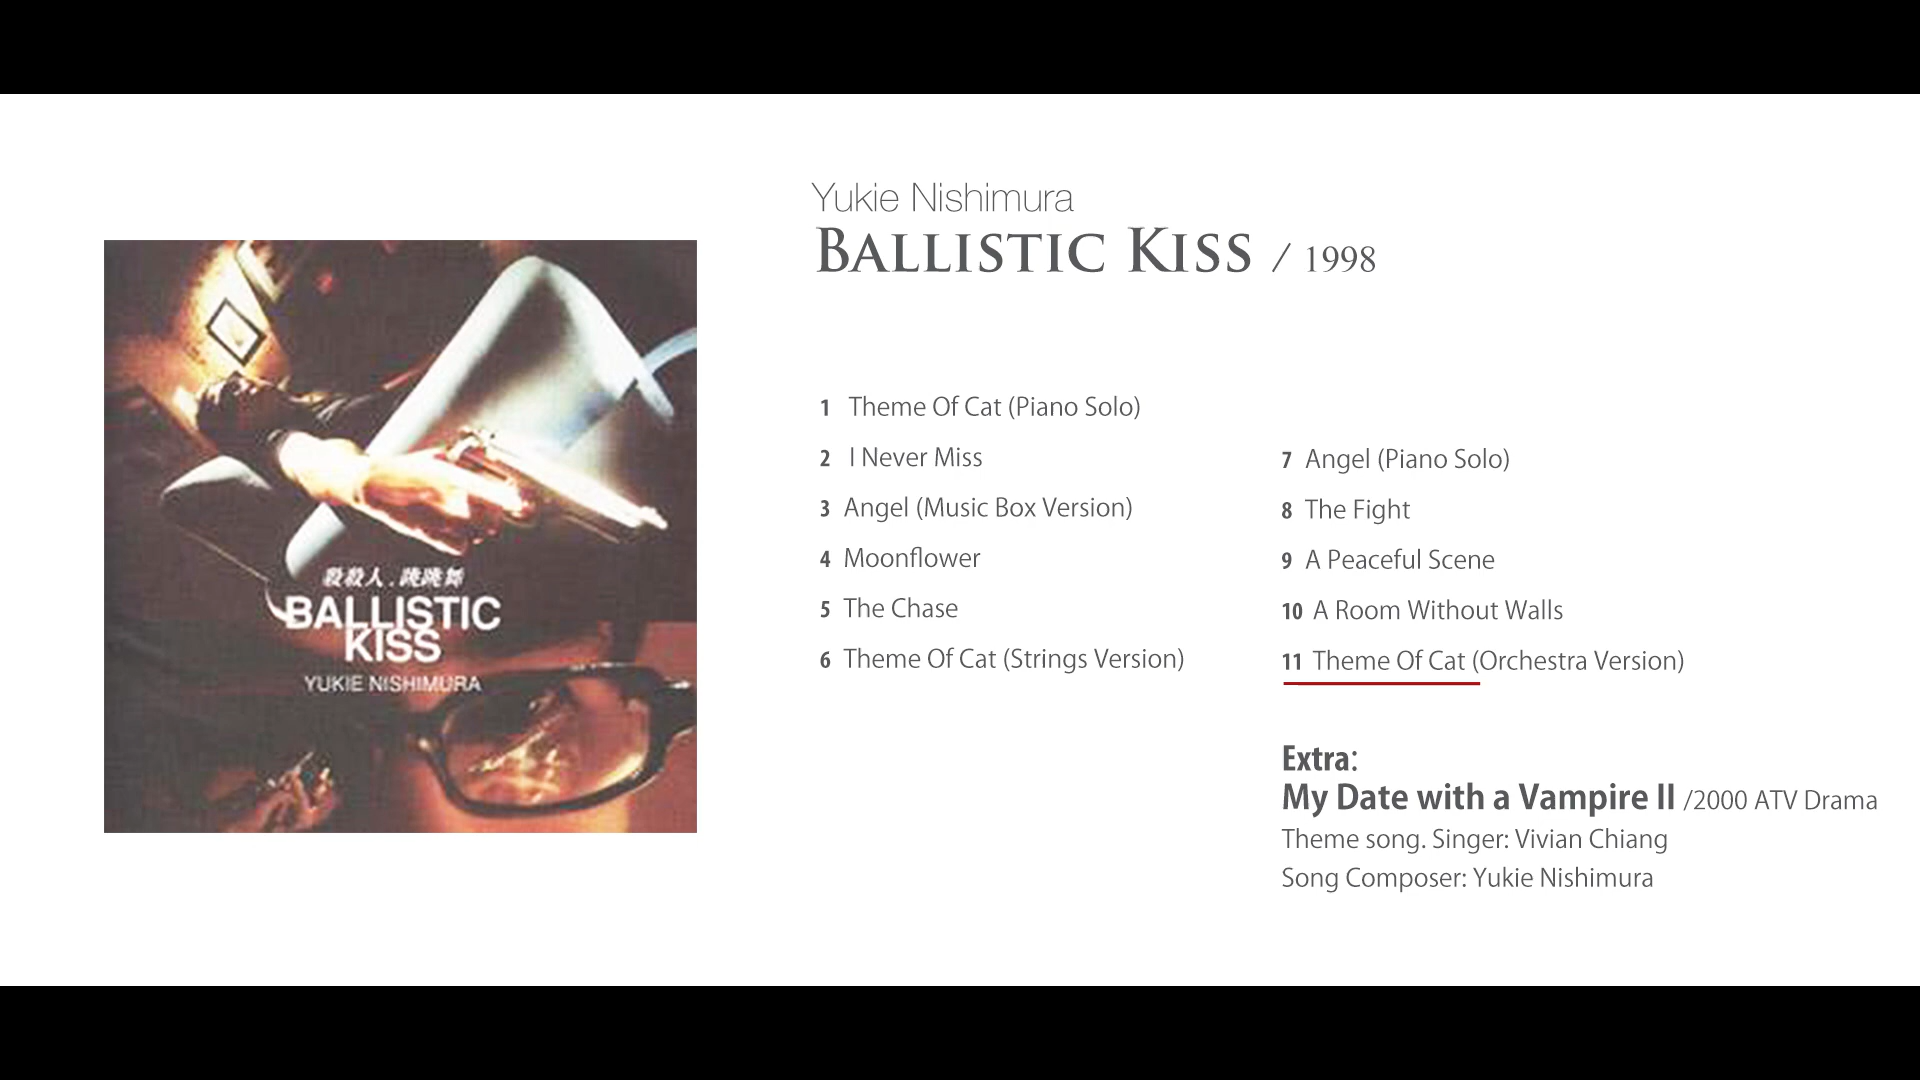 Yukie Nishimura
BALLISTIC KISS / 1998
殺殺人.跳跳舞
BALLISTIC
KISS
YUKIE NISHIMURA
1 Theme Of Cat (Piano Solo)
2 I Never Miss
3 Angel (Music Box Version)
4 Moonflower
5 The Chase
6 Theme Of Cat (Strings Version)
7 Angel (Piano Solo)
8 The Fight
9 A Peaceful Scene
10 A Room Without Walls
11 Theme Of Cat (Orchestra Version)
Extra:
My Date with a Vampire II /2000 ATV Drama
Theme song. Singer: Vivian Chiang
Song Composer: Yukie Nishimura